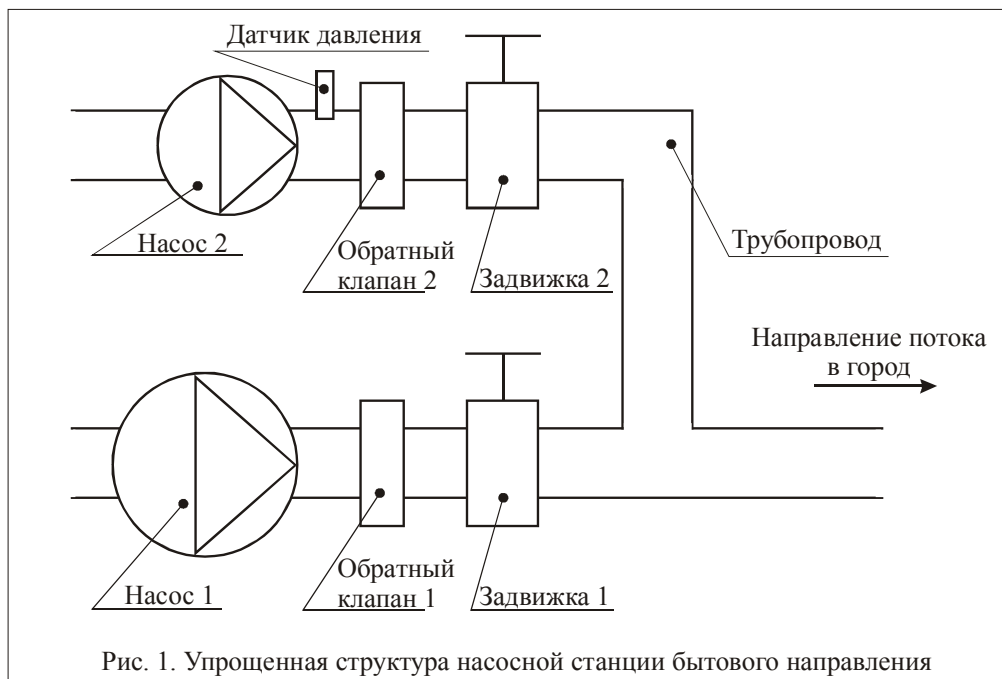 Датчик давления
Насос 2
Обратный
клапан 2
Задвижка 2
Трубопровод
Направление потока
в город
Насос 1
Обратный
клапан 1
Задвижка 1
Рис. 1. Упрощенная структура насосной станции бытового направления